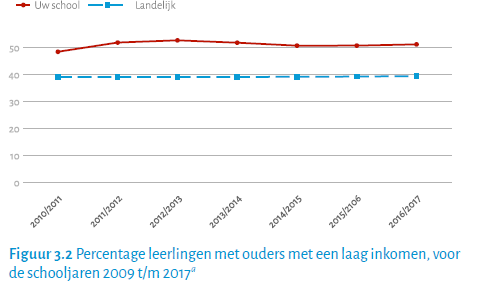 Uw school Landelijk
50
40
30
20
10
0
2010/2011 2011/2012 2012/2013 2013/2014 2014/2015 2015/2106 2016/2017
Figuur 3.2 Percentage leerlingen met ouders met een laag inkomen, voor
de schooljaren 2009 t/m 2017a